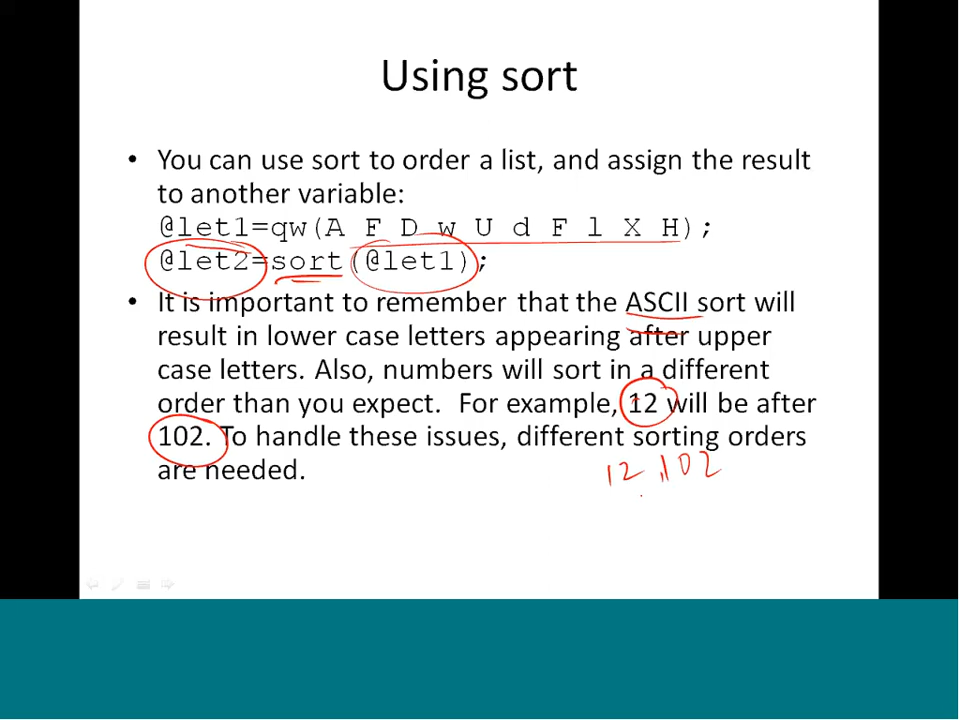 Using sort
• You can use sort to order a list, and assign the result
to another variable:
@let1=qw(A F D w U d F l X H);
@let2=sort(@let1);
• It is important to remember that the ASCII sort will
result in lower case letters appearing after upper
case letters. Also, numbers will sort in a different
order than you expect. For example, 12 will be after
102. To handle these issues, different sorting orders
are needed.
12 102